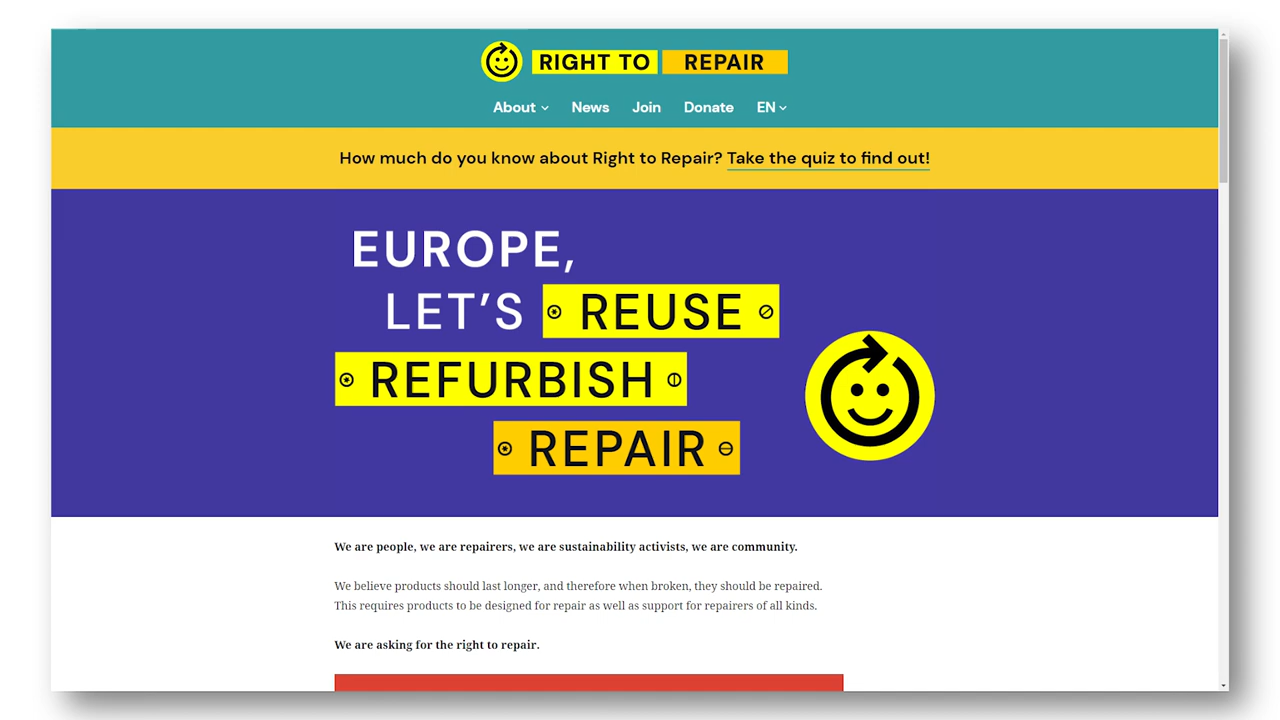 RIGHT TO REPAIR
About News Join Donate EN
How much do you know about Right to Repair? Take the quiz to find out!
EUROPE,
LET’S REUSE
REFURBISH
REPAIR
We are people, we are repairers, we are sustainability activists, we are community.
We believe products should last longer, and therefore when broken, they should be repaired.
This requires products to be designed for repair as well as support for repairers of all kinds.
We are asking for the right to repair.